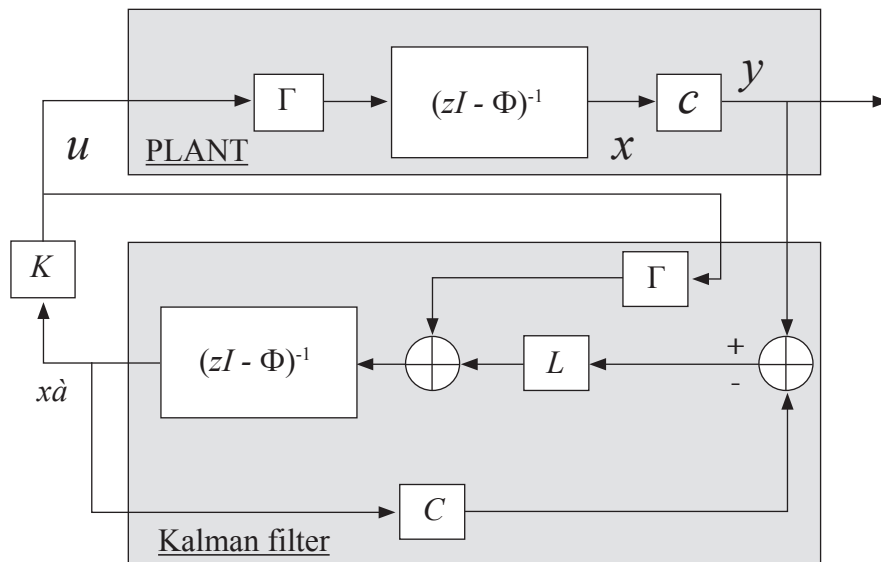 Γ
(zI - Φ)⁻¹
c
y
u
PLANT
x
K
Γ
(zI - Φ)⁻¹
L
+
-
xà
C
Kalman filter